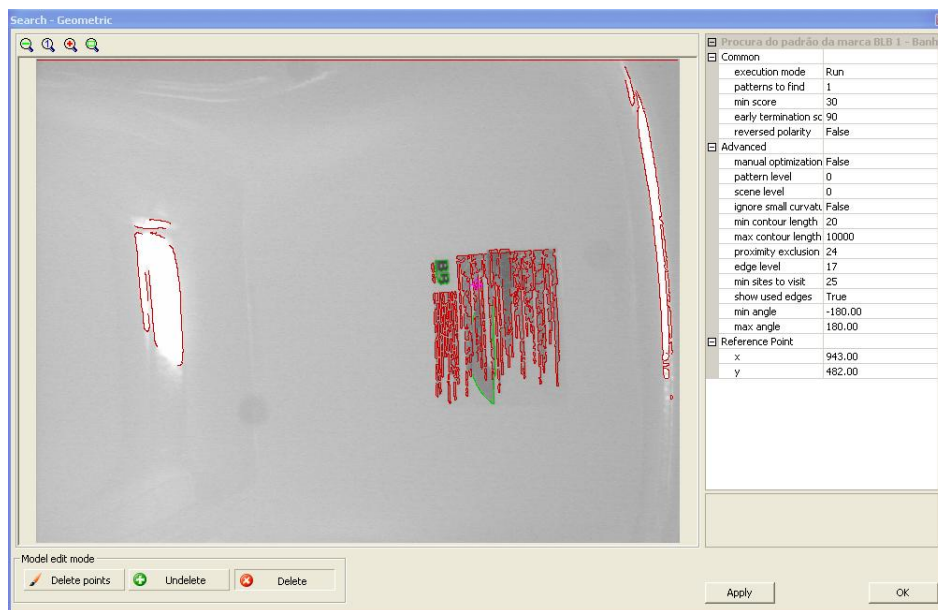 Search - Geometric
Procura do padrão da marca BLB 1 - Banh
Common
execution mode Run
patterns to find 1
min score 30
early termination sc 90
reversed polarity False
Advanced
manual optimization False
pattern level 0
scene level 0
ignore small curvatu False
min contour length 20
max contour length 10000
proximity exclusion 24
edge level 17
min sites to visit 25
show used edges True
min angle -180.00
max angle 180.00
Reference Point
x 943.00
y 482.00
Model edit mode
Delete points Undelete Delete
Apply OK